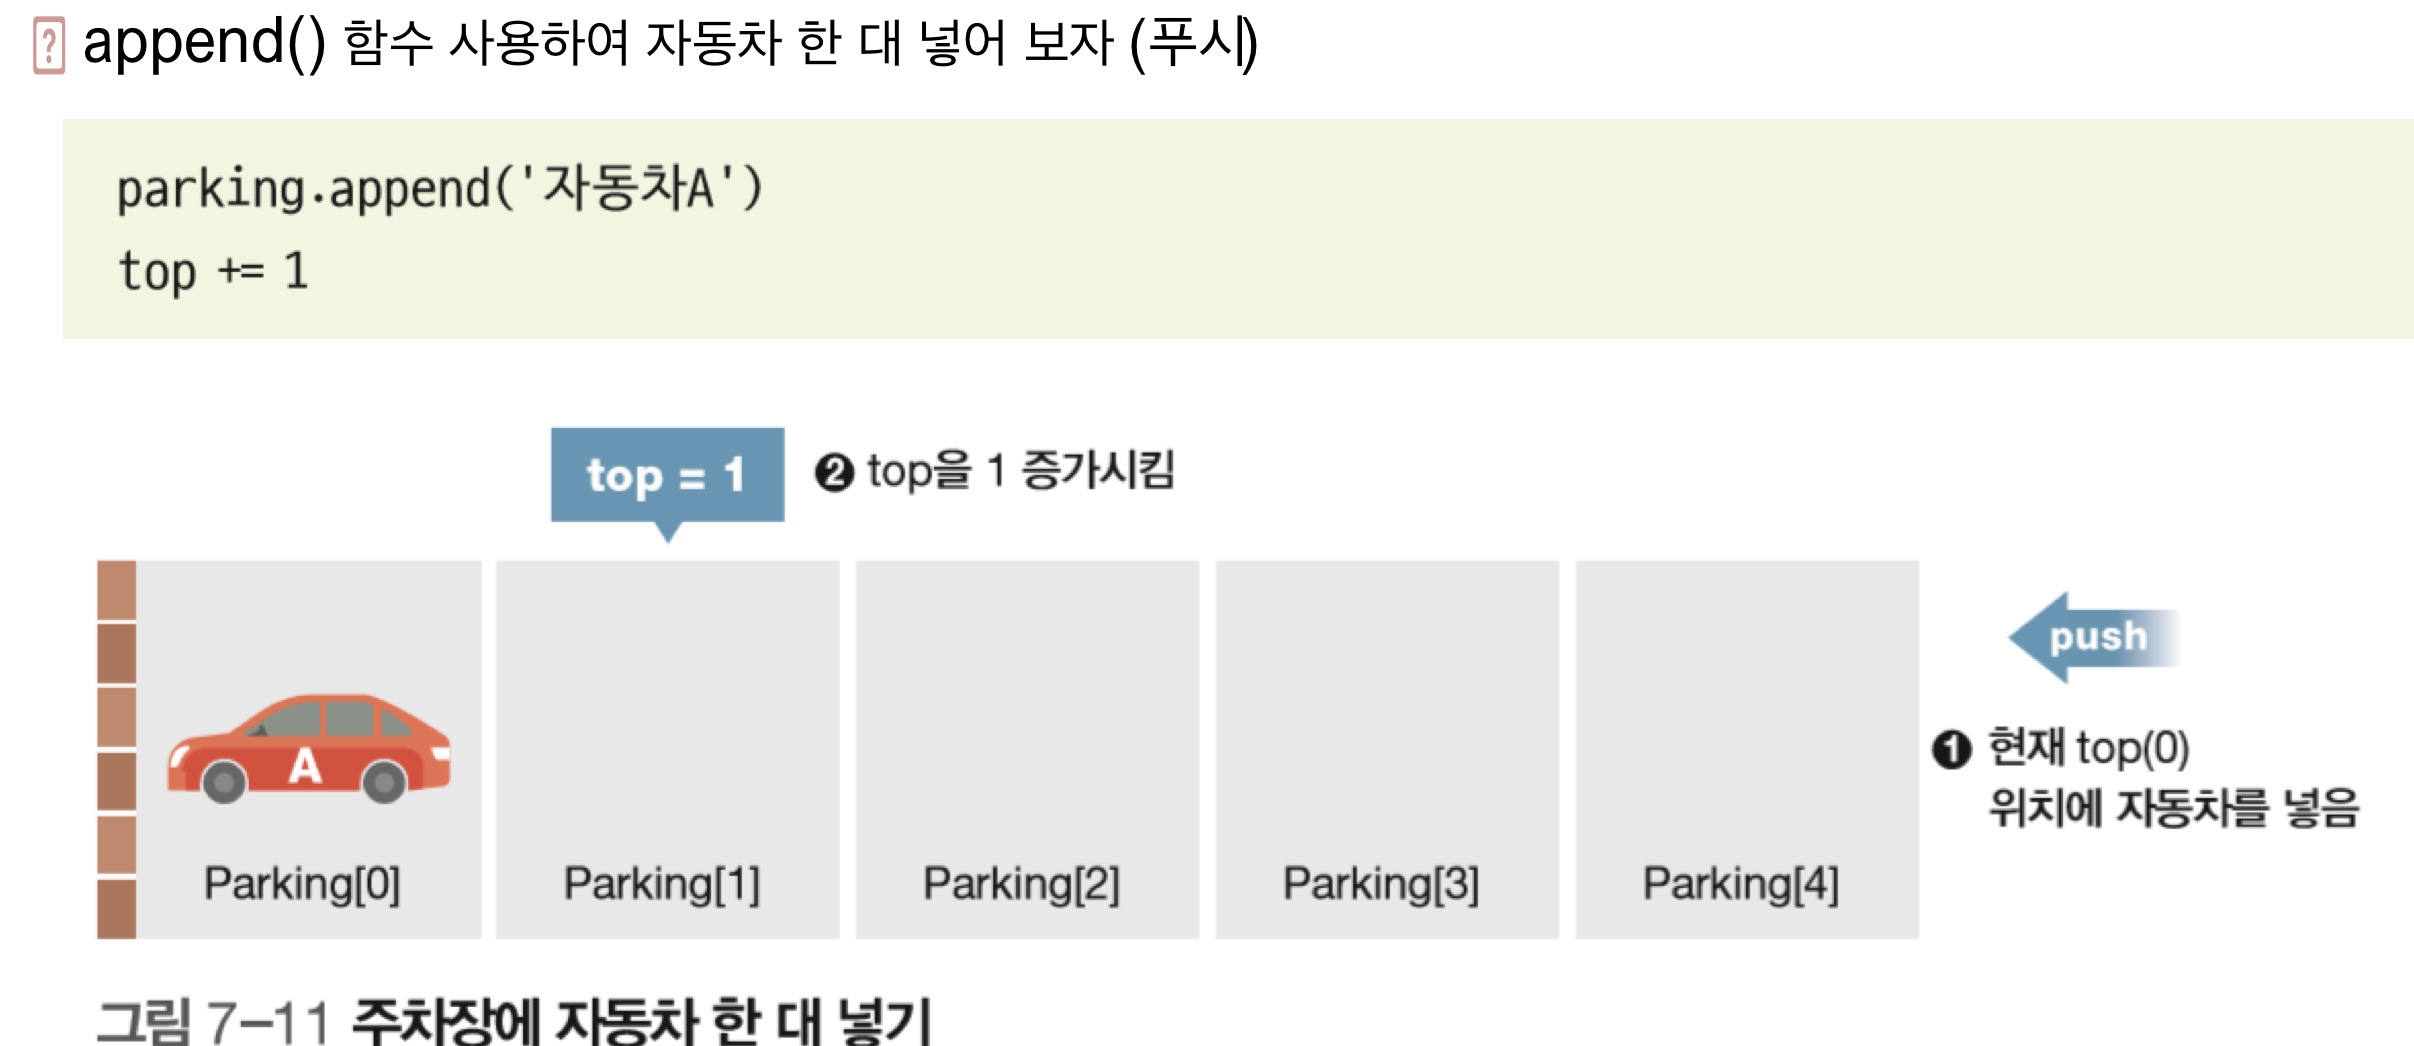 append() 함수 사용하여 자동차 한 대 넣어 보자 (푸시)
parking.append('자동차A')
top += 1
top = 1
❷ top을 1 증가시킴
push
❶ 현재 top(0)
위치에 자동차를 넣음
A
Parking[0]
Parking[1]
Parking[2]
Parking[3]
Parking[4]
그림 7-11 주차장에 자동차 한 대 넣기